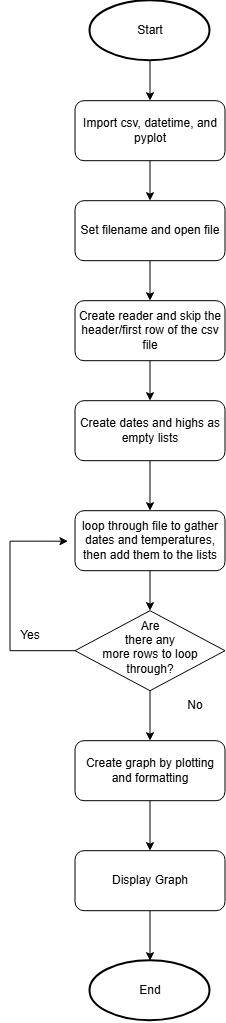 Start
Import csv, datetime, and
pyplot
Set filename and open file
Create reader and skip the
header/first row of the csv
file
Create dates and highs as
empty lists
loop through file to gather
dates and temperatures,
then add them to the lists
Are
there any
more rows to loop
through?
Yes
No
Create graph by plotting
and formatting
Display Graph
End